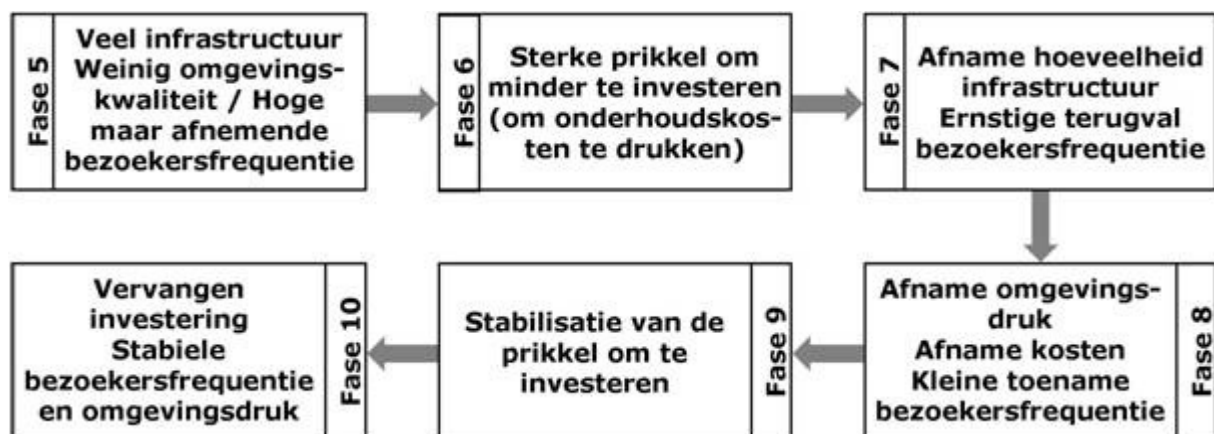 Fase 5
Veel infrastructuur
Weinig omgevings-
kwaliteit / Hoge
maar afnemende
bezoekersfrequentie
Fase 6
Sterke prikkel om
minder te investeren
(om onderhoudskos-
ten te drukken)
Fase 7
Afname hoeveelheid
infrastructuur
Ernstige terugval
bezoekersfrequentie
Afname omgevings-
druk
Afname kosten
Kleine toename
bezoekersfrequentie
Fase 8
Stabilisatie van de
prikkel om te
investeren
Fase 9
Vervangen
investering
Stabiele
bezoekersfrequentie
en omgevingsdruk
Fase 10